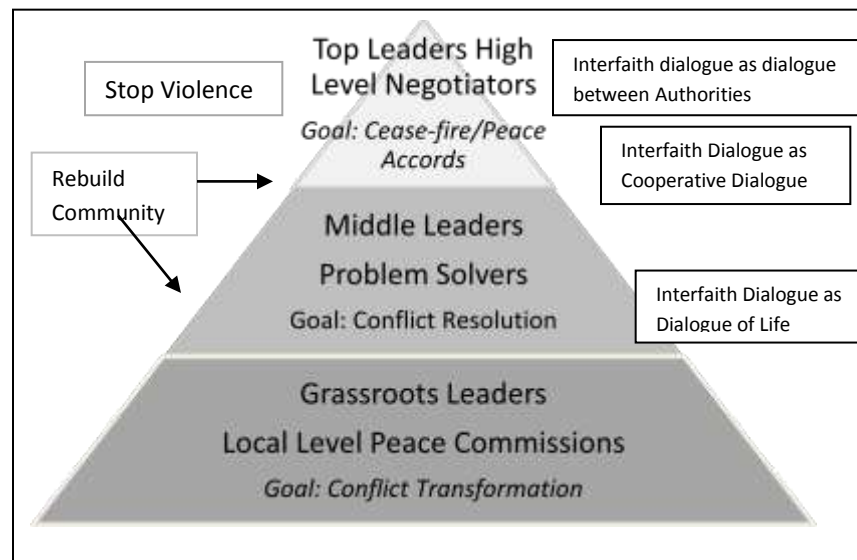 Top Leaders High
Level Negotiators
Goal: Cease-fire/Peace
Accords
Stop Violence
Interfaith dialogue as dialogue
between Authorities
Interfaith Dialogue as
Cooperative Dialogue
Rebuild
Community
Middle Leaders
Problem Solvers
Goal: Conflict Resolution
Interfaith Dialogue as
Dialogue of Life
Grassroots Leaders
Local Level Peace Commissions
Goal: Conflict Transformation